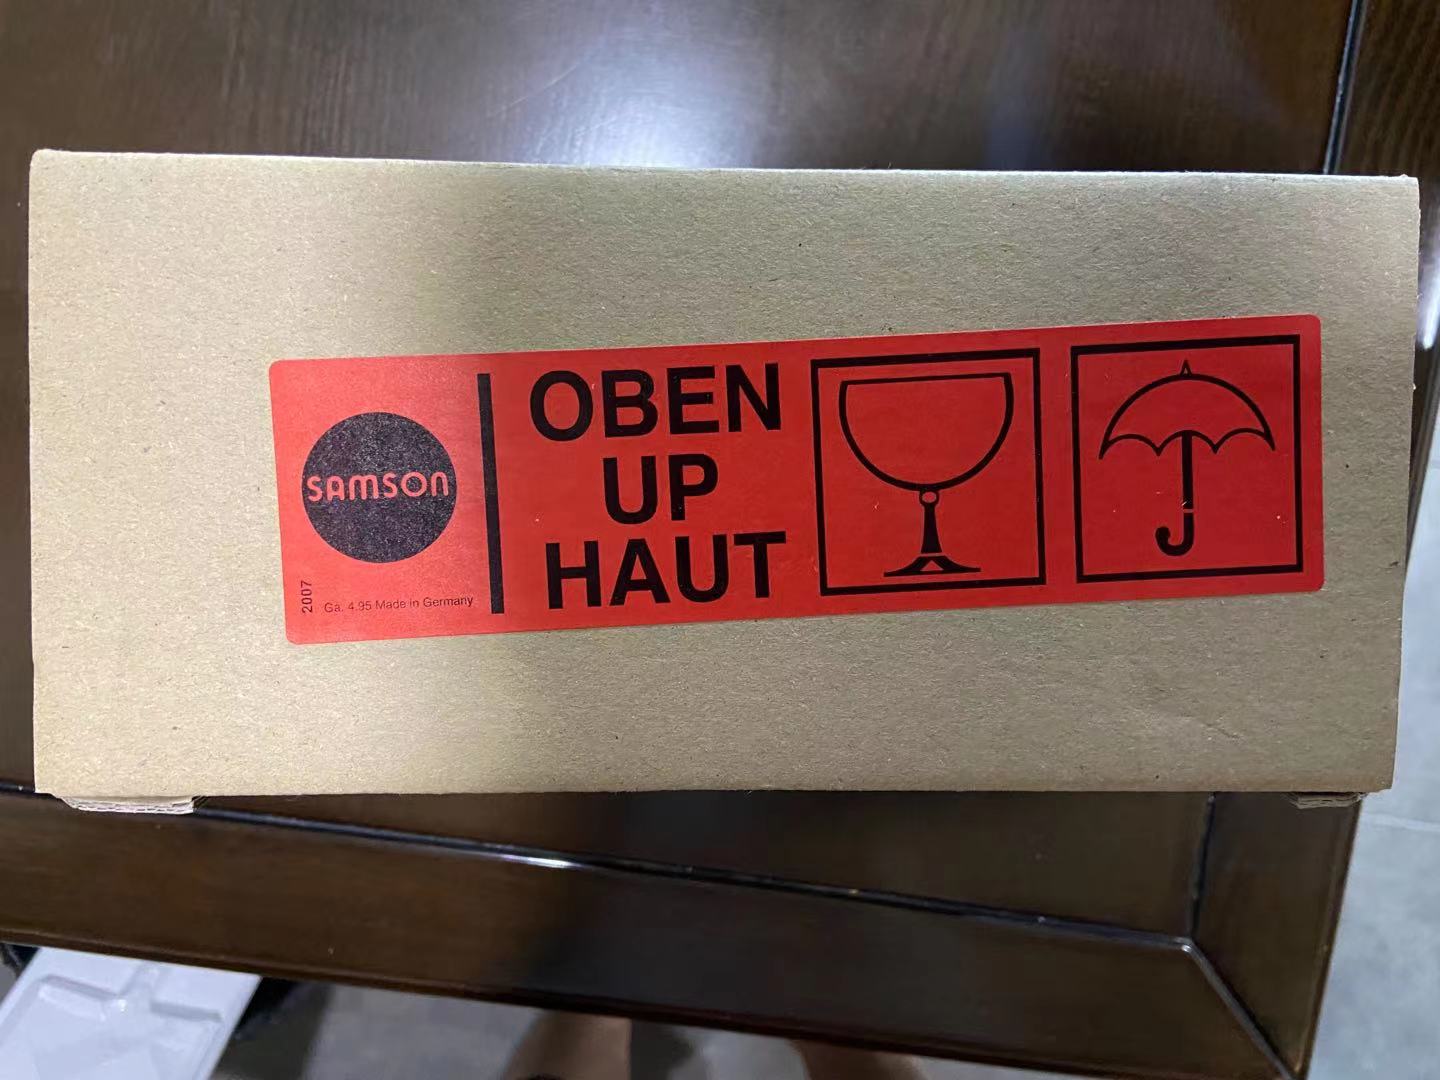 SAMSON
2007
Ga. 4.95 Made in Germany
OBEN
UP
HAUT